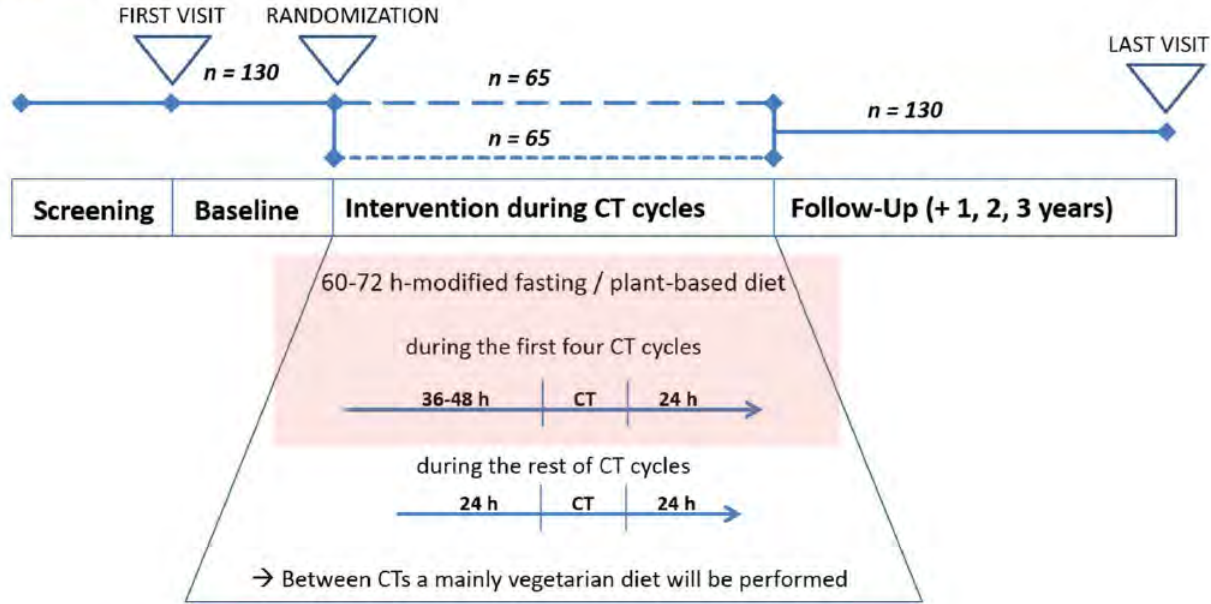 FIRST VISIT
RANDOMIZATION
LAST VISIT
n = 130
n = 65
n = 65
n = 130
Screening
Baseline
Intervention during CT cycles
Follow-Up (+ 1, 2, 3 years)
60-72 h-modified fasting / plant-based diet
during the first four CT cycles
36-48 h
CT
24 h
during the rest of CT cycles
24 h
CT
24 h
→ Between CTs a mainly vegetarian diet will be performed